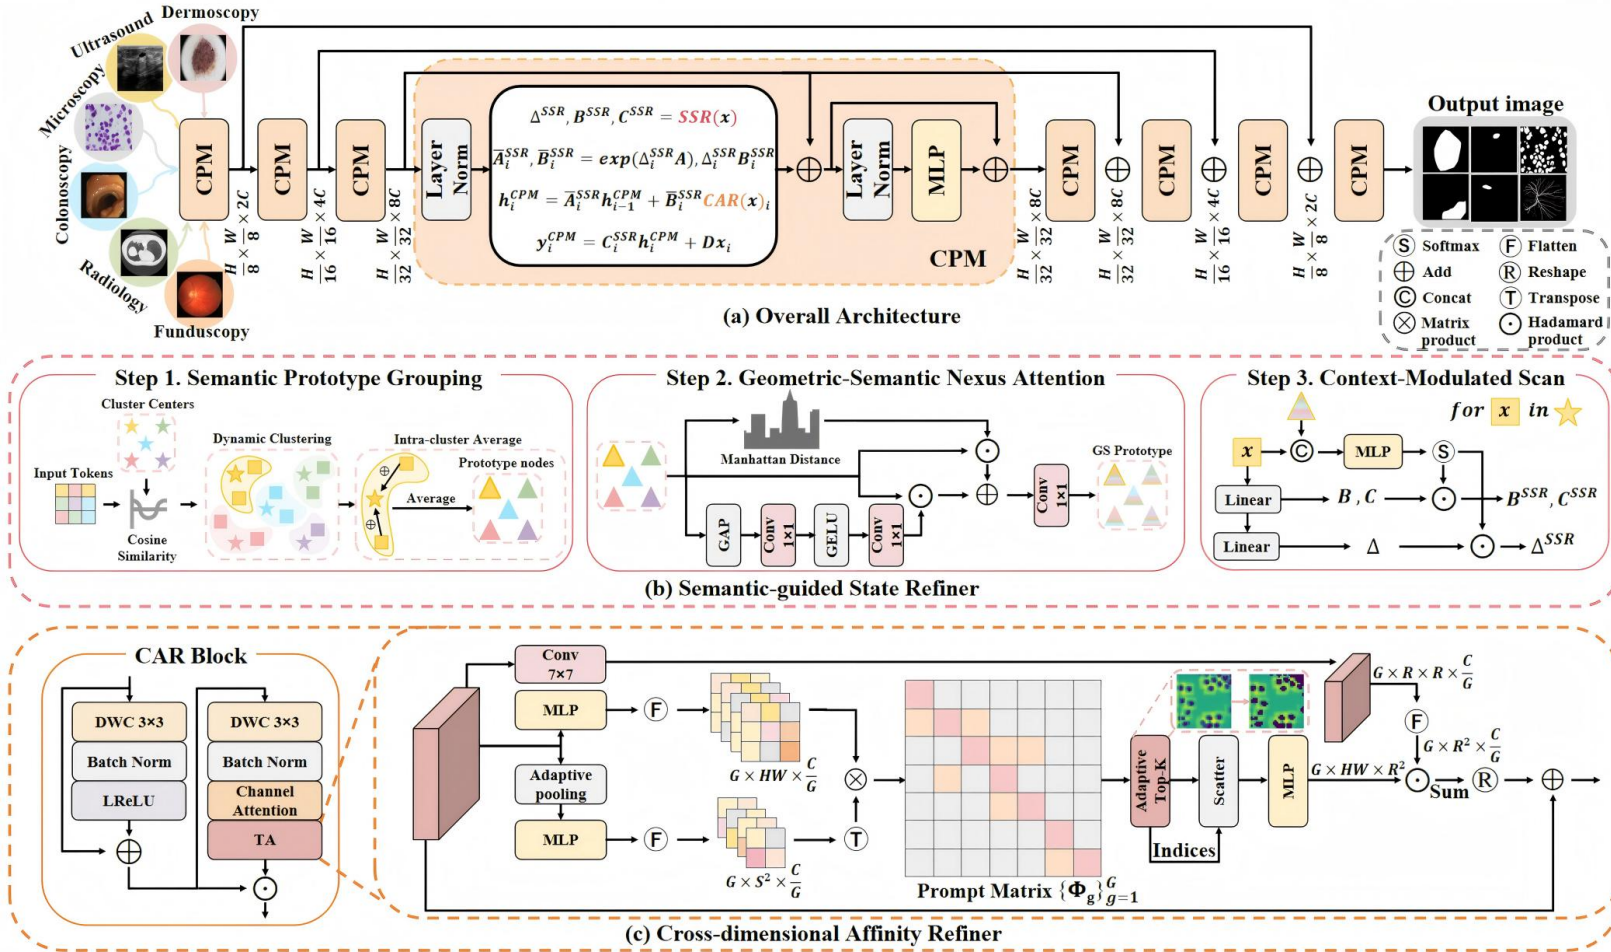 Ultrasound
Dermoscopy
Microscopy
Colonoscopy
Radiology
Funduscopy
CPM
H/8 × W/8 × 2C
CPM
H/16 × W/16 × 4C
CPM
H/32 × W/32 × 8C
Layer Norm
Δ^SSR, B^SSR, C^SSR = SSR(x)
A̅_i^SSR, B̅_i^SSR = exp(Δ_i^SSR A), Δ_i^SSR B_i^SSR
h_i^CPM = A̅_i^SSR h_{i-1}^CPM + B̅_i^SSR CAR(x)_i
y_i^CPM = C_i^SSR h_i^CPM + Dx_i
Layer Norm
MLP
CPM
H/32 × W/32 × 8C
CPM
H/32 × W/32 × 8C
CPM
H/16 × W/16 × 4C
CPM
H/8 × W/8 × 2C
CPM
Output image
S Softmax
F Flatten
Add
R Reshape
C Concat
T Transpose
Matrix product
Hadamard product
(a) Overall Architecture
Step 1. Semantic Prototype Grouping
Cluster Centers
Input Tokens
Cosine
Similarity
Dynamic Clustering
Intra-cluster Average
Average
Prototype nodes
Step 2. Geometric-Semantic Nexus Attention
Manhattan Distance
GAP
Conv 1×1
GELU
Conv 1×1
Conv 1×1
GS Prototype
Step 3. Context-Modulated Scan
for x in
x
C
MLP
S
Linear
B, C
B^SSR, C^SSR
Linear
Δ
Δ^SSR
(b) Semantic-guided State Refiner
CAR Block
DWC 3×3
Batch Norm
LReLU
DWC 3×3
Batch Norm
Channel
Attention
TA
Conv
7×7
MLP
F
G × HW × C/G
Adaptive
pooling
MLP
F
G × S² × C/G
T
Prompt Matrix {Φ_g}_{g=1}^G
Adaptive Top-K
Scatter
Indices
MLP
G × HW × R²
G × R × R × C/G
F
G × R² × C/G
Sum
R
(c) Cross-dimensional Affinity Refiner